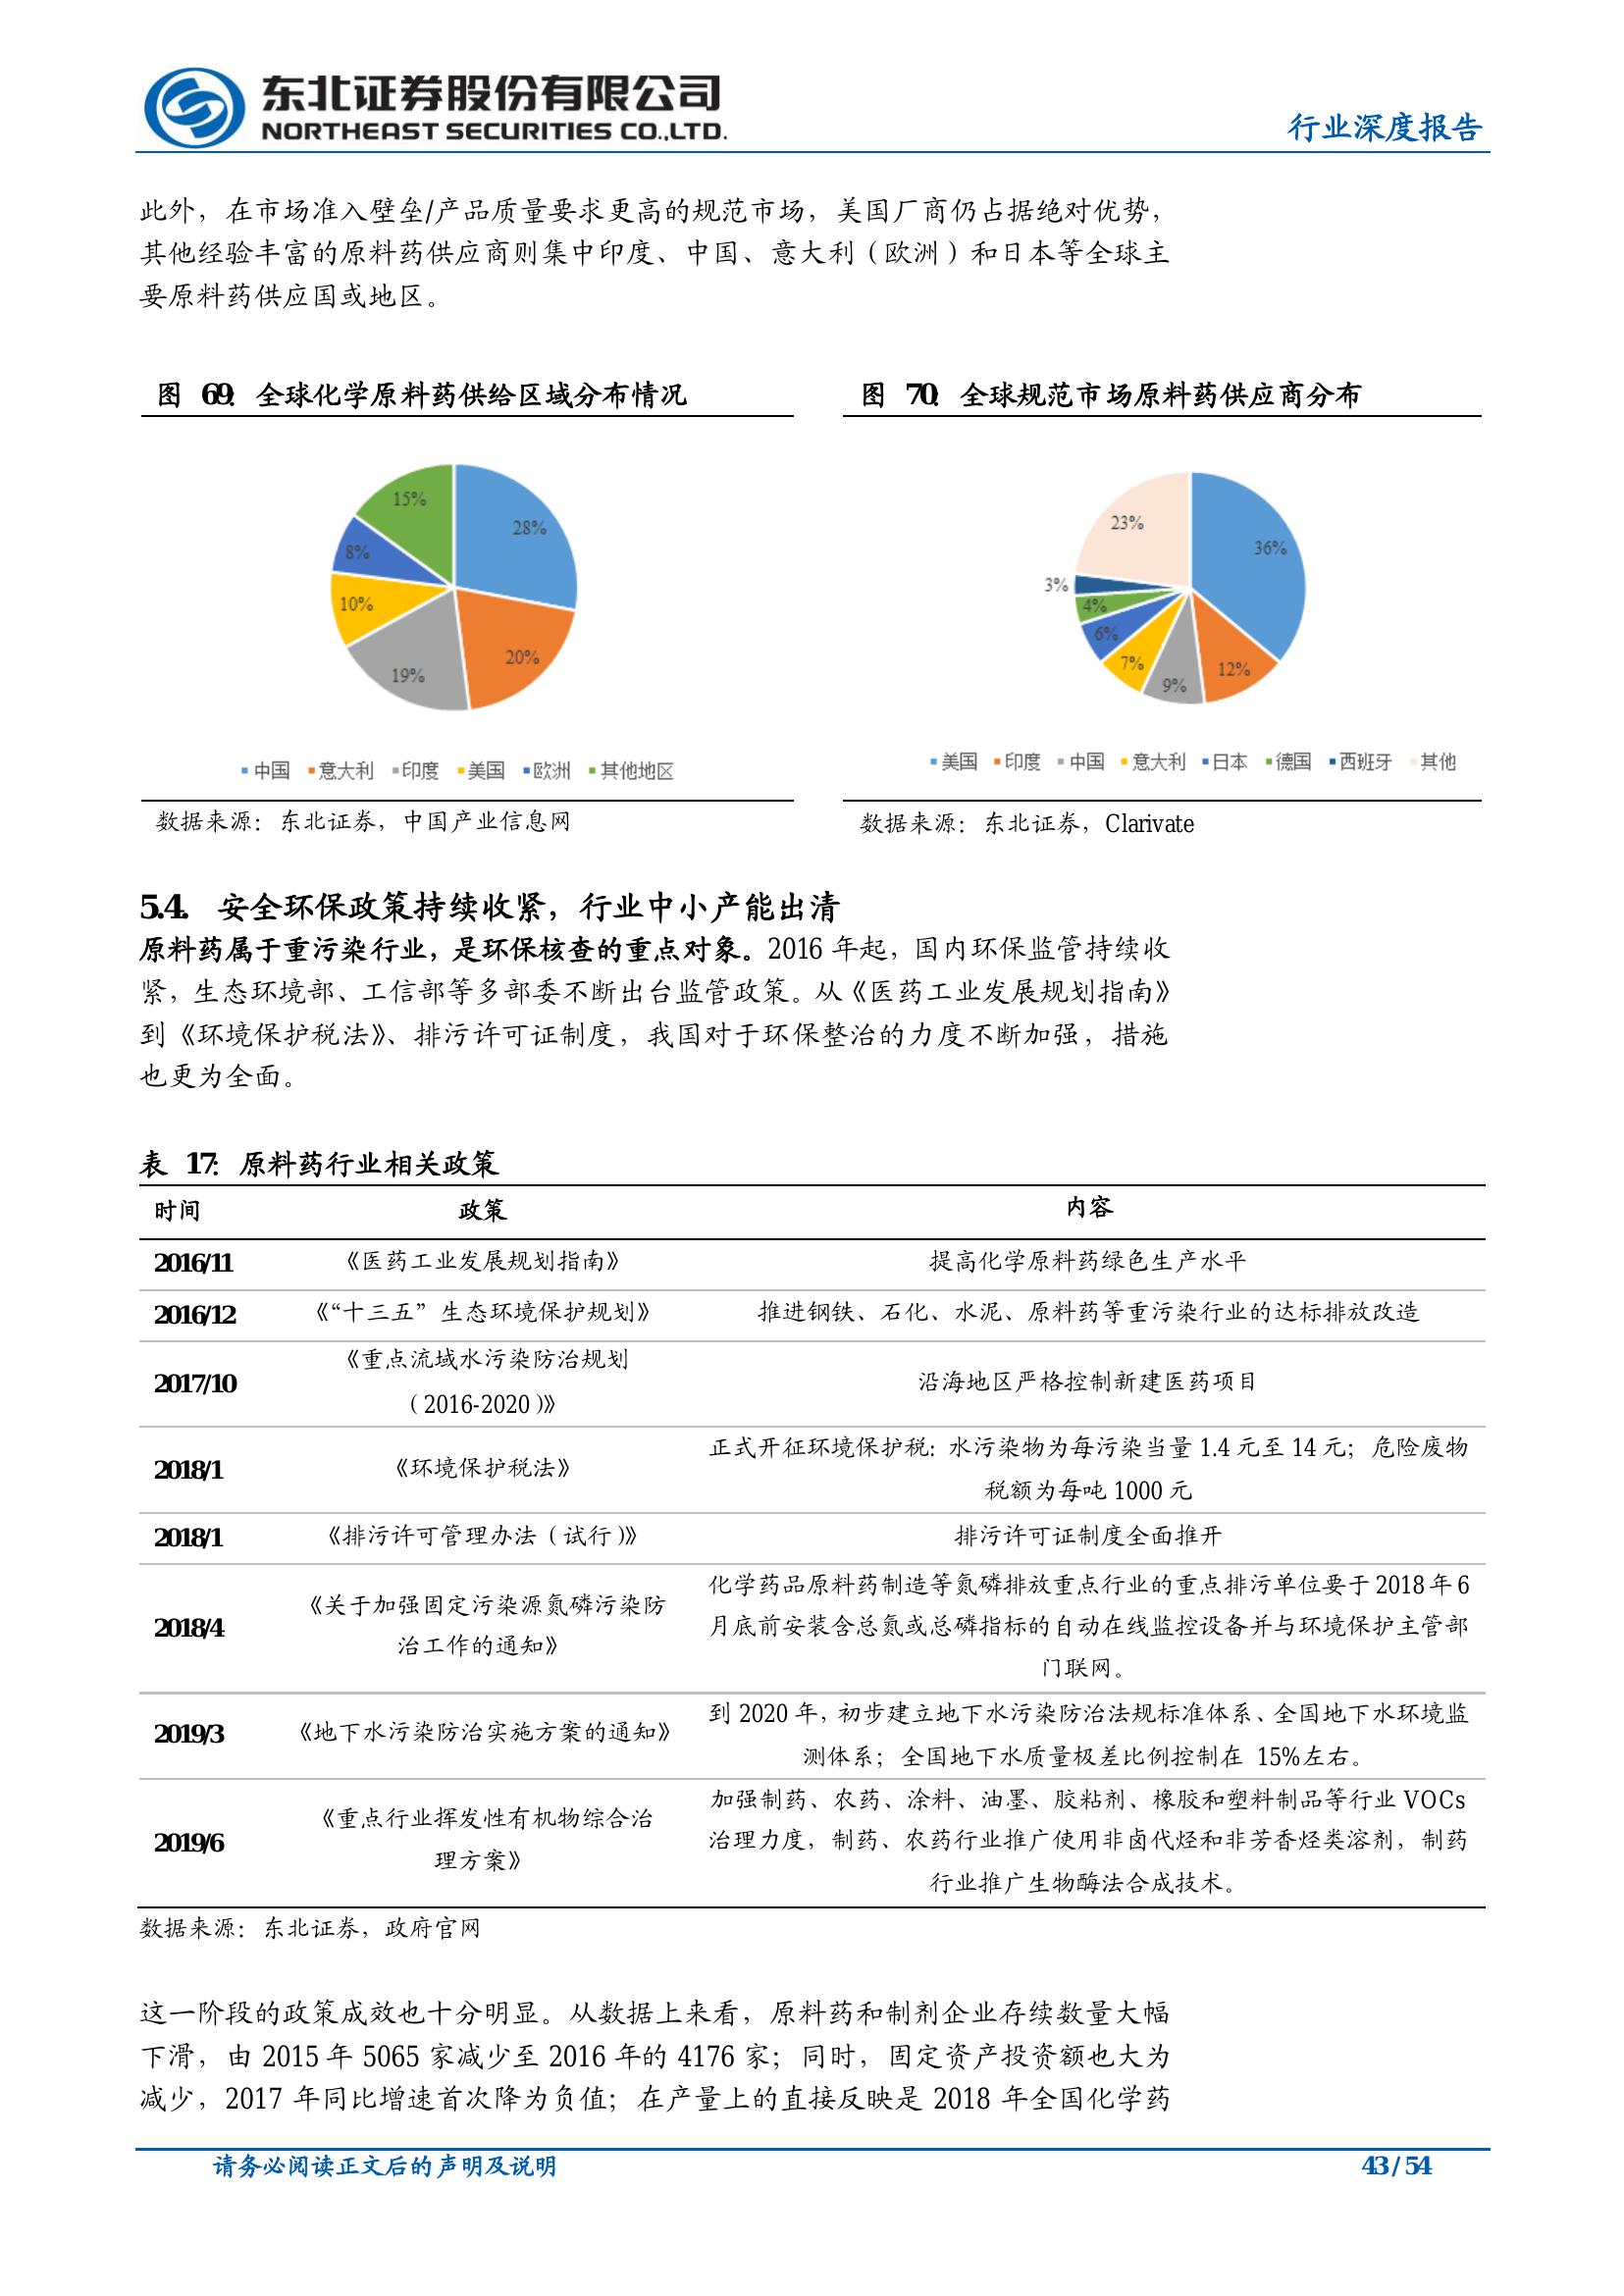 东北证券股份有限公司
NORTHEAST SECURITIES CO.,LTD.
行业深度报告
此外，在市场准入壁垒/产品质量要求更高的规范市场，美国厂商仍占据绝对优势，
其他经验丰富的原料药供应商则集中印度、中国、意大利（欧洲）和日本等全球主
要原料药供应国或地区。
图 69：全球化学原料药供给区域分布情况
15%
28%
8%
10%
20%
19%
中国 意大利 印度 美国 欧洲 其他地区
数据来源：东北证券，中国产业信息网
图 70：全球规范市场原料药供应商分布
23%
36%
3%
4%
6%
7%
9%
12%
美国 印度 中国 意大利 日本 德国 西班牙 其他
数据来源：东北证券，Clarivate
5.4. 安全环保政策持续收紧，行业中小产能出清
原料药属于重污染行业，是环保核查的重点对象。2016 年起，国内环保监管持续收
紧，生态环境部、工信部等多部委不断出台监管政策。从《医药工业发展规划指南》
到《环境保护税法》、排污许可证制度，我国对于环保整治的力度不断加强，措施
也更为全面。
表 17：原料药行业相关政策
时间 政策 内容
2016/11 《医药工业发展规划指南》 提高化学原料药绿色生产水平
2016/12 《“十三五”生态环境保护规划》 推进钢铁、石化、水泥、原料药等重污染行业的达标排放改造
2017/10
《重点流域水污染防治规划
（2016-2020）》
沿海地区严格控制新建医药项目
2018/1 《环境保护税法》
正式开征环境保护税：水污染物为每污染当量 1.4 元至 14 元；危险废物
税额为每吨 1000 元
2018/1 《排污许可管理办法（试行）》 排污许可证制度全面推开
2018/4
《关于加强固定污染源氮磷污染防
治工作的通知》
化学药品原料药制造等氮磷排放重点行业的重点排污单位要于 2018 年 6
月底前安装含总氮或总磷指标的自动在线监控设备并与环境保护主管部
门联网。
2019/3 《地下水污染防治实施方案的通知》
到 2020 年，初步建立地下水污染防治法规标准体系、全国地下水环境监
测体系；全国地下水质量极差比例控制在 15%左右。
2019/6
《重点行业挥发性有机物综合治
理方案》
加强制药、农药、涂料、油墨、胶粘剂、橡胶和塑料制品等行业 VOCs
治理力度，制药、农药行业推广使用非卤代烃和非芳香烃类溶剂，制药
行业推广生物酶法合成技术。
数据来源：东北证券，政府官网
这一阶段的政策成效也十分明显。从数据上来看，原料药和制剂企业存续数量大幅
下滑，由 2015 年 5065 家减少至 2016 年的 4176 家；同时，固定资产投资额也大为
减少，2017 年同比增速首次降为负值；在产量上的直接反映是 2018 年全国化学药
请务必阅读正文后的声明及说明
43 / 54